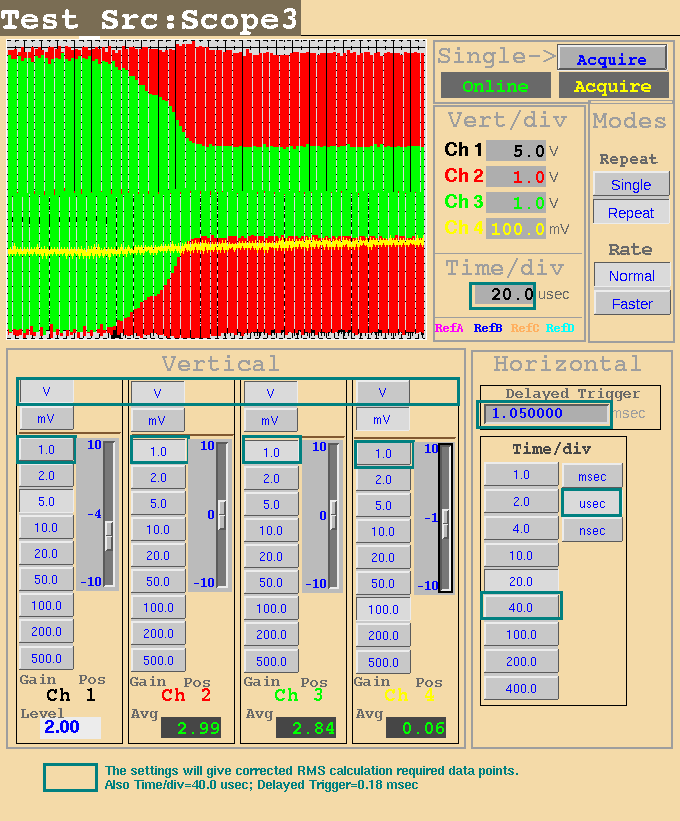 Test Src:Scope3
Single->
Acquire
Online
Acquire
Vert/div
Ch 1 5.0 V
Ch 2 1.0 V
Ch 3 1.0 V
Ch 4 100.0 mV
Time/div
20.0 usec
RefA RefB RefC RefD
Modes
Repeat
Single
Repeat
Rate
Normal
Faster
Vertical
V V V V
mV mV mV mV
1.0 10 1.0 10 1.0 10 1.0 10
2.0 2.0 2.0 2.0
5.0 -4 5.0 0 5.0 0 5.0 -1
10.0 10.0 10.0 10.0
20.0 20.0 20.0 20.0
50.0 -10 50.0 -10 50.0 -10 50.0 -10
100.0 100.0 100.0 100.0
200.0 200.0 200.0 200.0
500.0 500.0 500.0 500.0
Gain Pos Gain Pos Gain Pos Gain Pos
Ch 1 Ch 2 Ch 3 Ch 4
Level Avg Avg Avg
2.00 2.99 2.84 0.06
Horizontal
Delayed Trigger
1.050000 msec
Time/div
1.0 msec
2.0 usec
4.0 nsec
10.0
20.0
40.0
100.0
200.0
400.0
The settings will give corrected RMS calculation required data points.
Also Time/div=40.0 usec; Delayed Trigger=0.18 msec